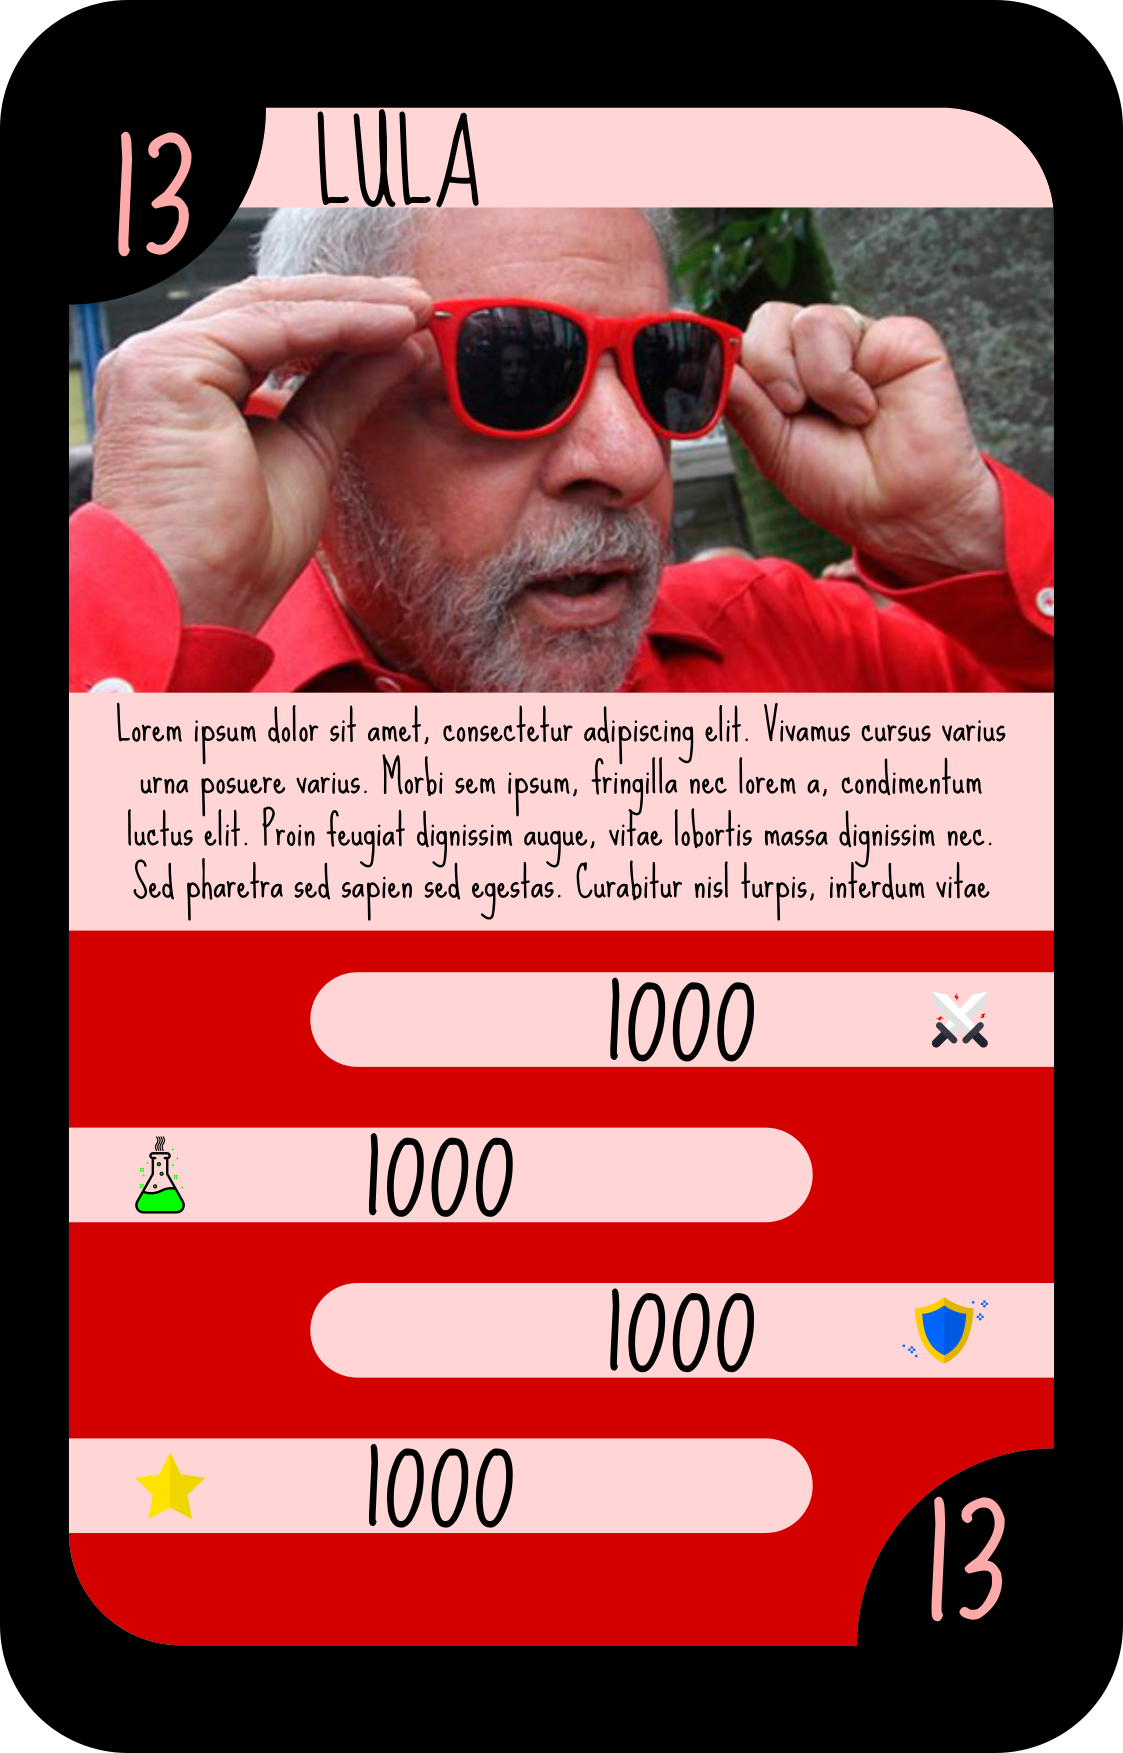 13
LULA
Lorem ipsum dolor sit amet, consectetur adipiscing elit. Vivamus cursus varius
urna posuere varius. Morbi sem ipsum, fringilla nec lorem a, condimentum
luctus elit. Proin feugiat dignissim augue, vitae lobortis massa dignissim nec.
Sed pharetra sed sapien sed egestas. Curabitur nisl turpis, interdum vitae
1000
1000
1000
1000
13